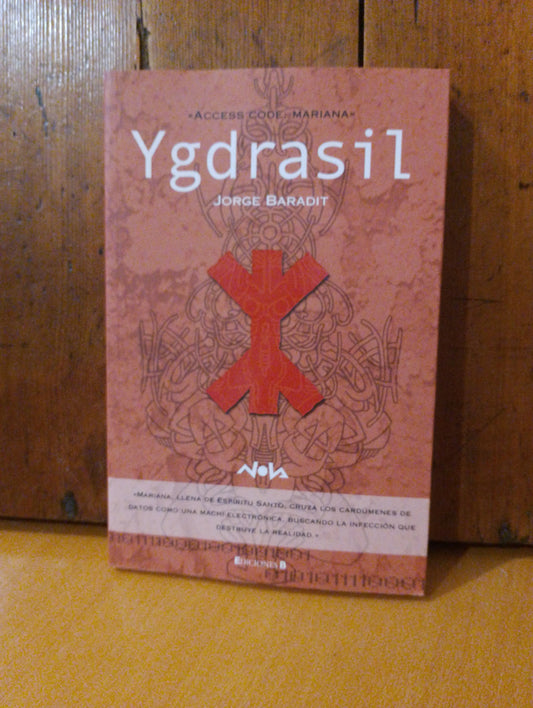 «Access code: Mariana»
Ygdrasil
Jorge Baradit
Nova
«Mariana, llena de Espíritu Santo, cruza los cardúmenes de
datos como una machi electrónica, buscando la infección que
destruye la realidad.»
Ediciones B